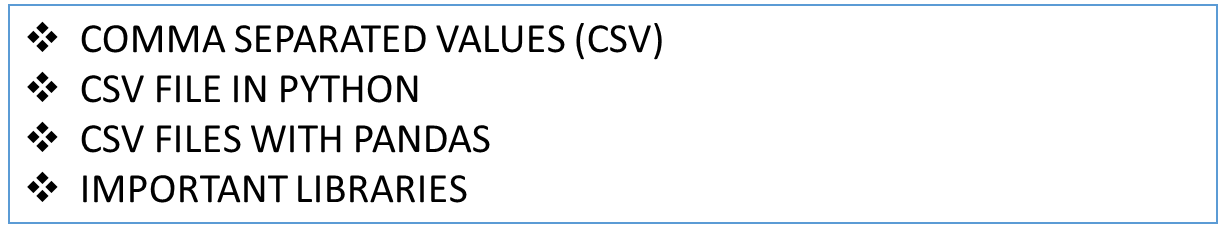 ❖ COMMA SEPARATED VALUES (CSV)
❖ CSV FILE IN PYTHON
❖ CSV FILES WITH PANDAS
❖ IMPORTANT LIBRARIES